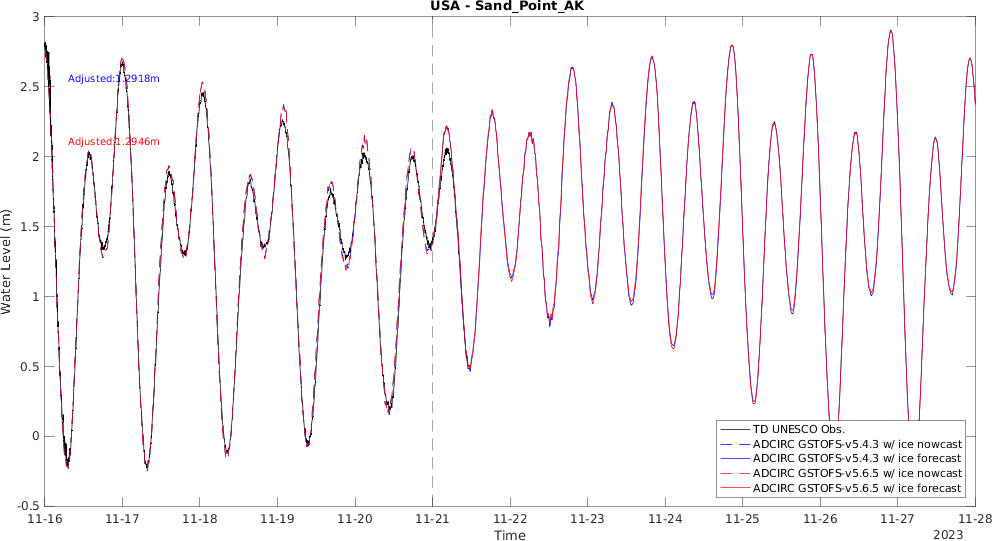 USA - Sand_Point_AK
3
2.5
2
1.5
1
0.5
0
-0.5
Water Level (m)
Adjusted:1.2918m
Adjusted:1.2946m
TD UNESCO Obs.
ADCIRC GSTOFS-v5.4.3 w/ ice nowcast
ADCIRC GSTOFS-v5.4.3 w/ ice forecast
ADCIRC GSTOFS-v5.6.5 w/ ice nowcast
ADCIRC GSTOFS-v5.6.5 w/ ice forecast
11-16 11-17 11-18 11-19 11-20 11-21 11-22 11-23 11-24 11-25 11-26 11-27 11-28
Time
2023